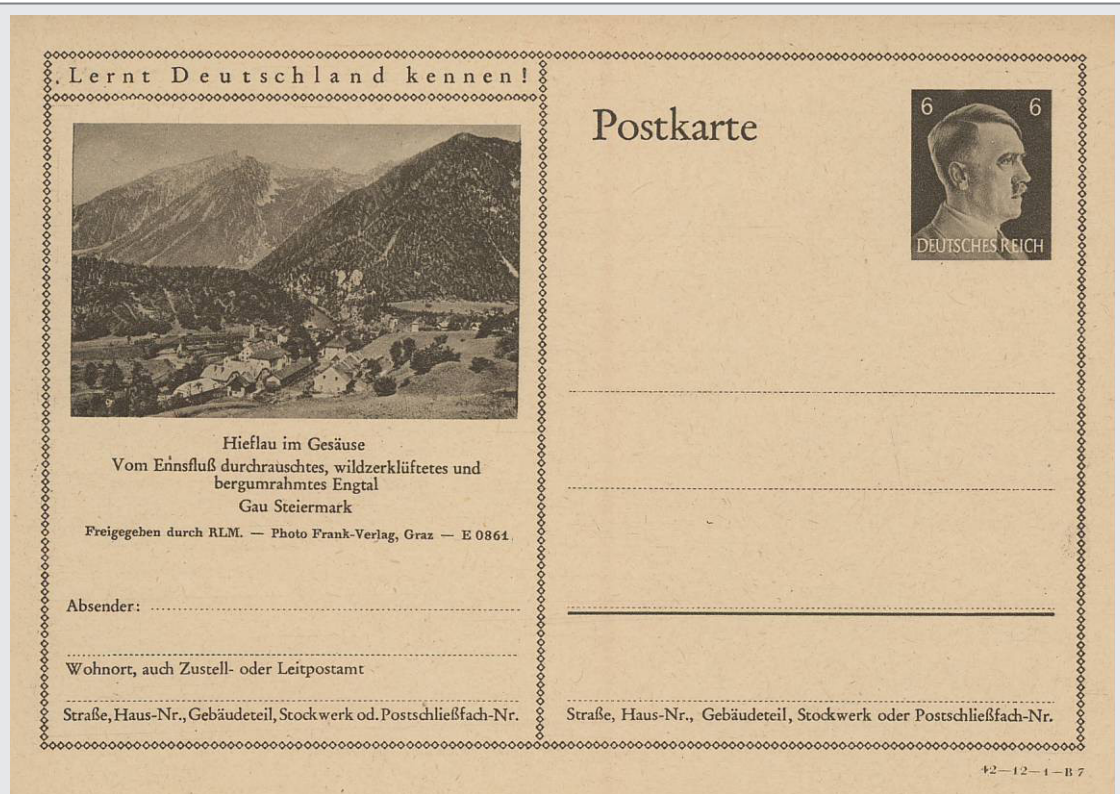 Lernt Deutschland kennen!
Hieflau im Gesäuse
Vom Ennsfluß durchrauschtes, wildzerklüftetes und
bergumrahmtes Engtal
Gau Steiermark
Freigegeben durch RLM. — Photo Frank-Verlag, Graz — E 0861
Absender:
Wohnort, auch Zustell- oder Leitpostamt
Straße, Haus-Nr., Gebäudeteil, Stockwerk od. Postschließfach-Nr.
Postkarte
6 6
DEUTSCHES REICH
Straße, Haus-Nr., Gebäudeteil, Stockwerk oder Postschließfach-Nr.
42—12—1—B 7